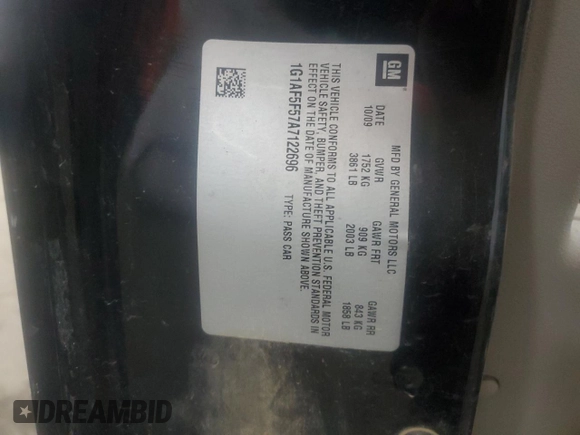 GM
MFD BY GENERAL MOTORS LLC
DATE GVWR GAWR FRT GAWR RR
10/09 1752 KG 909 KG 843 KG
3861 LB 2003 LB 1858 LB
THIS VEHICLE CONFORMS TO ALL APPLICABLE U.S. FEDERAL MOTOR
VEHICLE SAFETY, BUMPER, AND THEFT PREVENTION STANDARDS IN
EFFECT ON THE DATE OF MANUFACTURE SHOWN ABOVE.
1G1AF5F57A7122696 TYPE: PASS CAR
DREAMBID